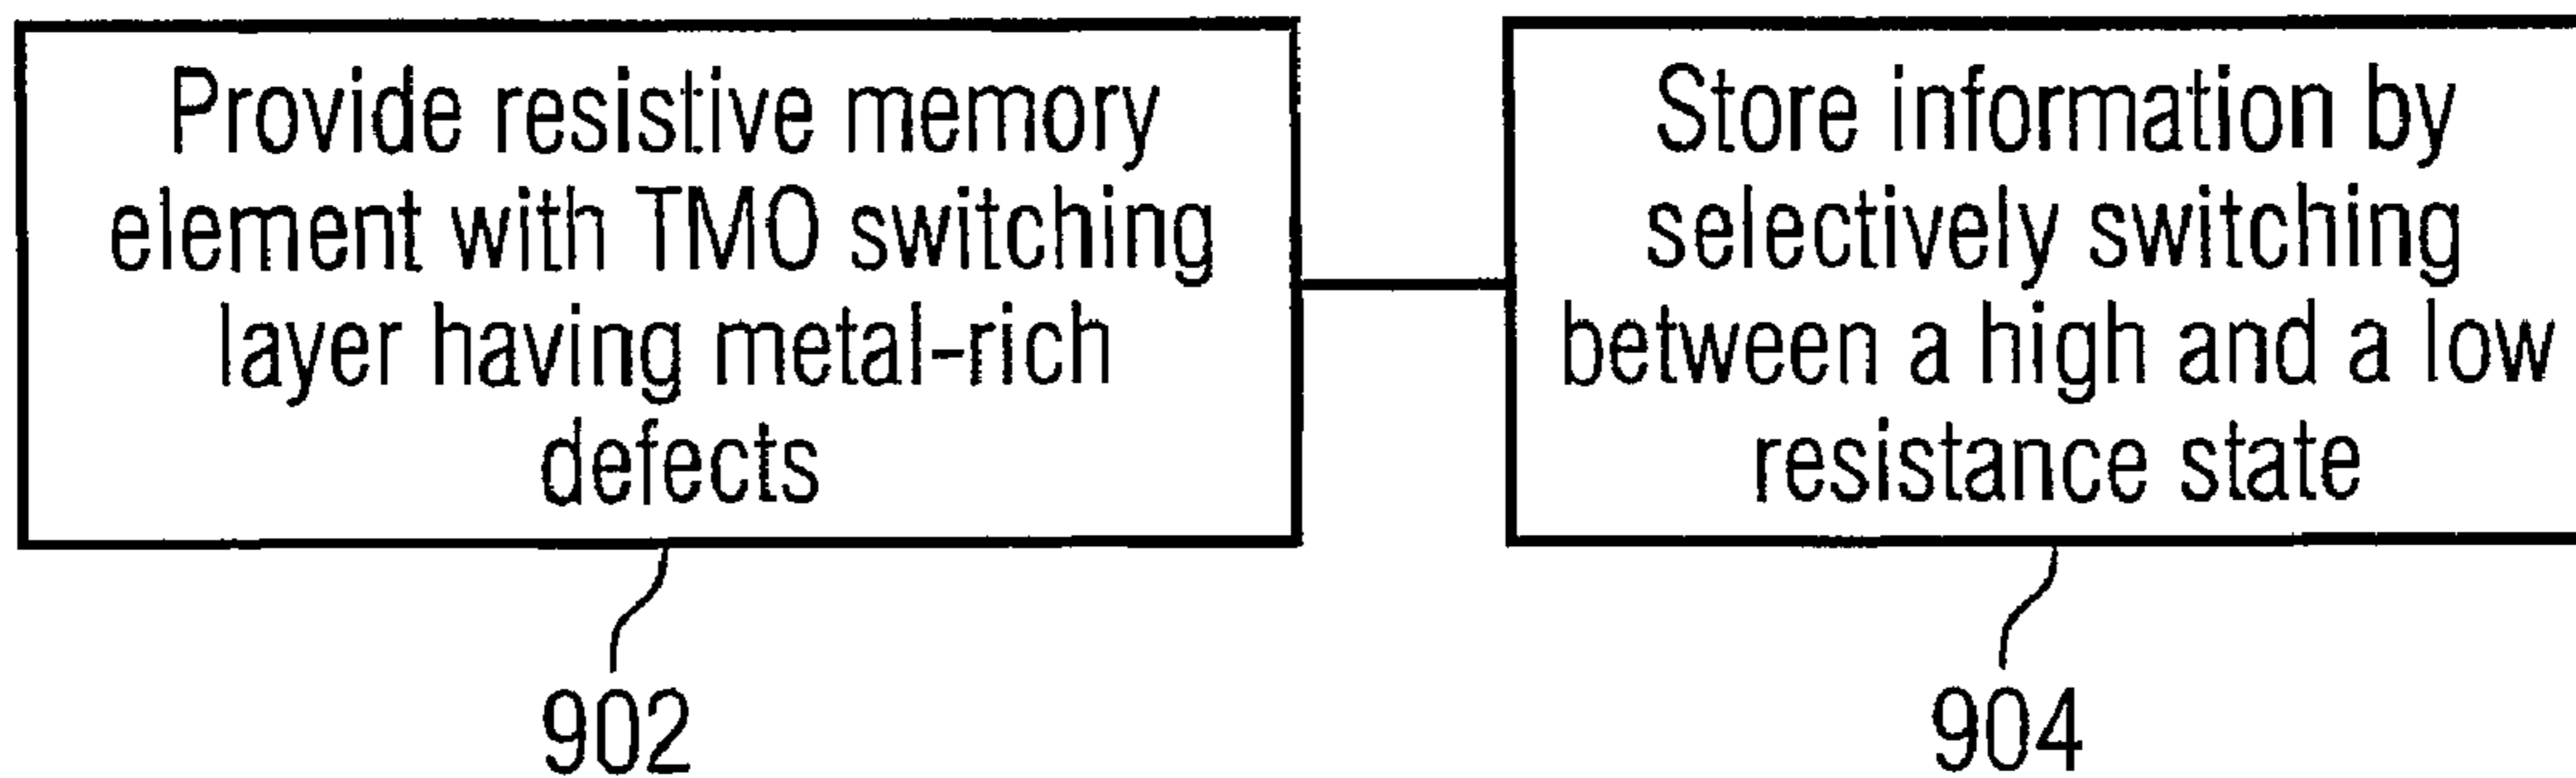 Provide resistive memory
element with TMO switching
layer having metal-rich
defects
902
Store information by
selectively switching
between a high and a low
resistance state
904